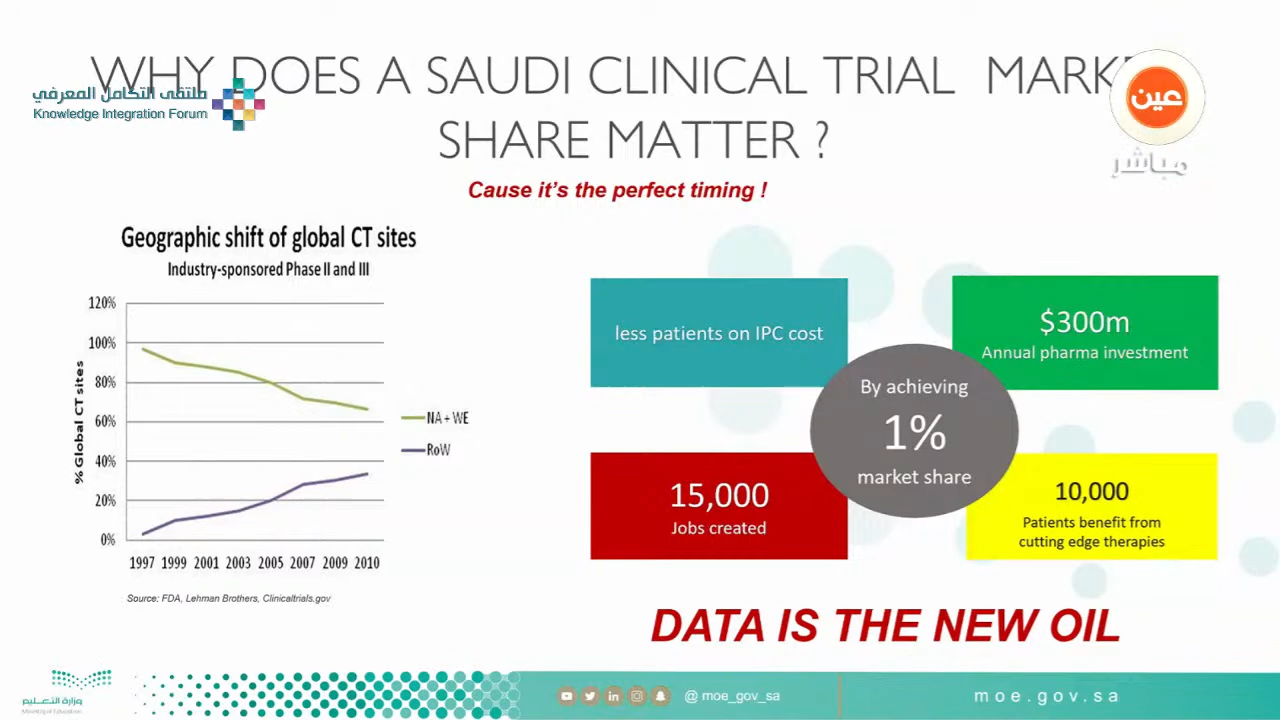 WHY DOES A SAUDI CLINICAL TRIAL MARK
SHARE MATTER ?
ملتقى التكامل المعرفي
Knowledge Integration Forum
عين
مباشر
Cause it's the perfect timing !
Geographic shift of global CT sites
Industry-sponsored Phase II and III
% Global CT sites
120%
100%
80%
60%
40%
20%
0%
1997 1999 2001 2003 2005 2007 2009 2010
NA + WE
RoW
Source: FDA, Lehman Brothers, Clinicaltrials.gov
less patients on IPC cost
$300m
Annual pharma investment
By achieving
1%
market share
15,000
Jobs created
10,000
Patients benefit from
cutting edge therapies
DATA IS THE NEW OIL
وزارة التعليم
Ministry of Education
@ moe_gov_sa
moe.gov.sa